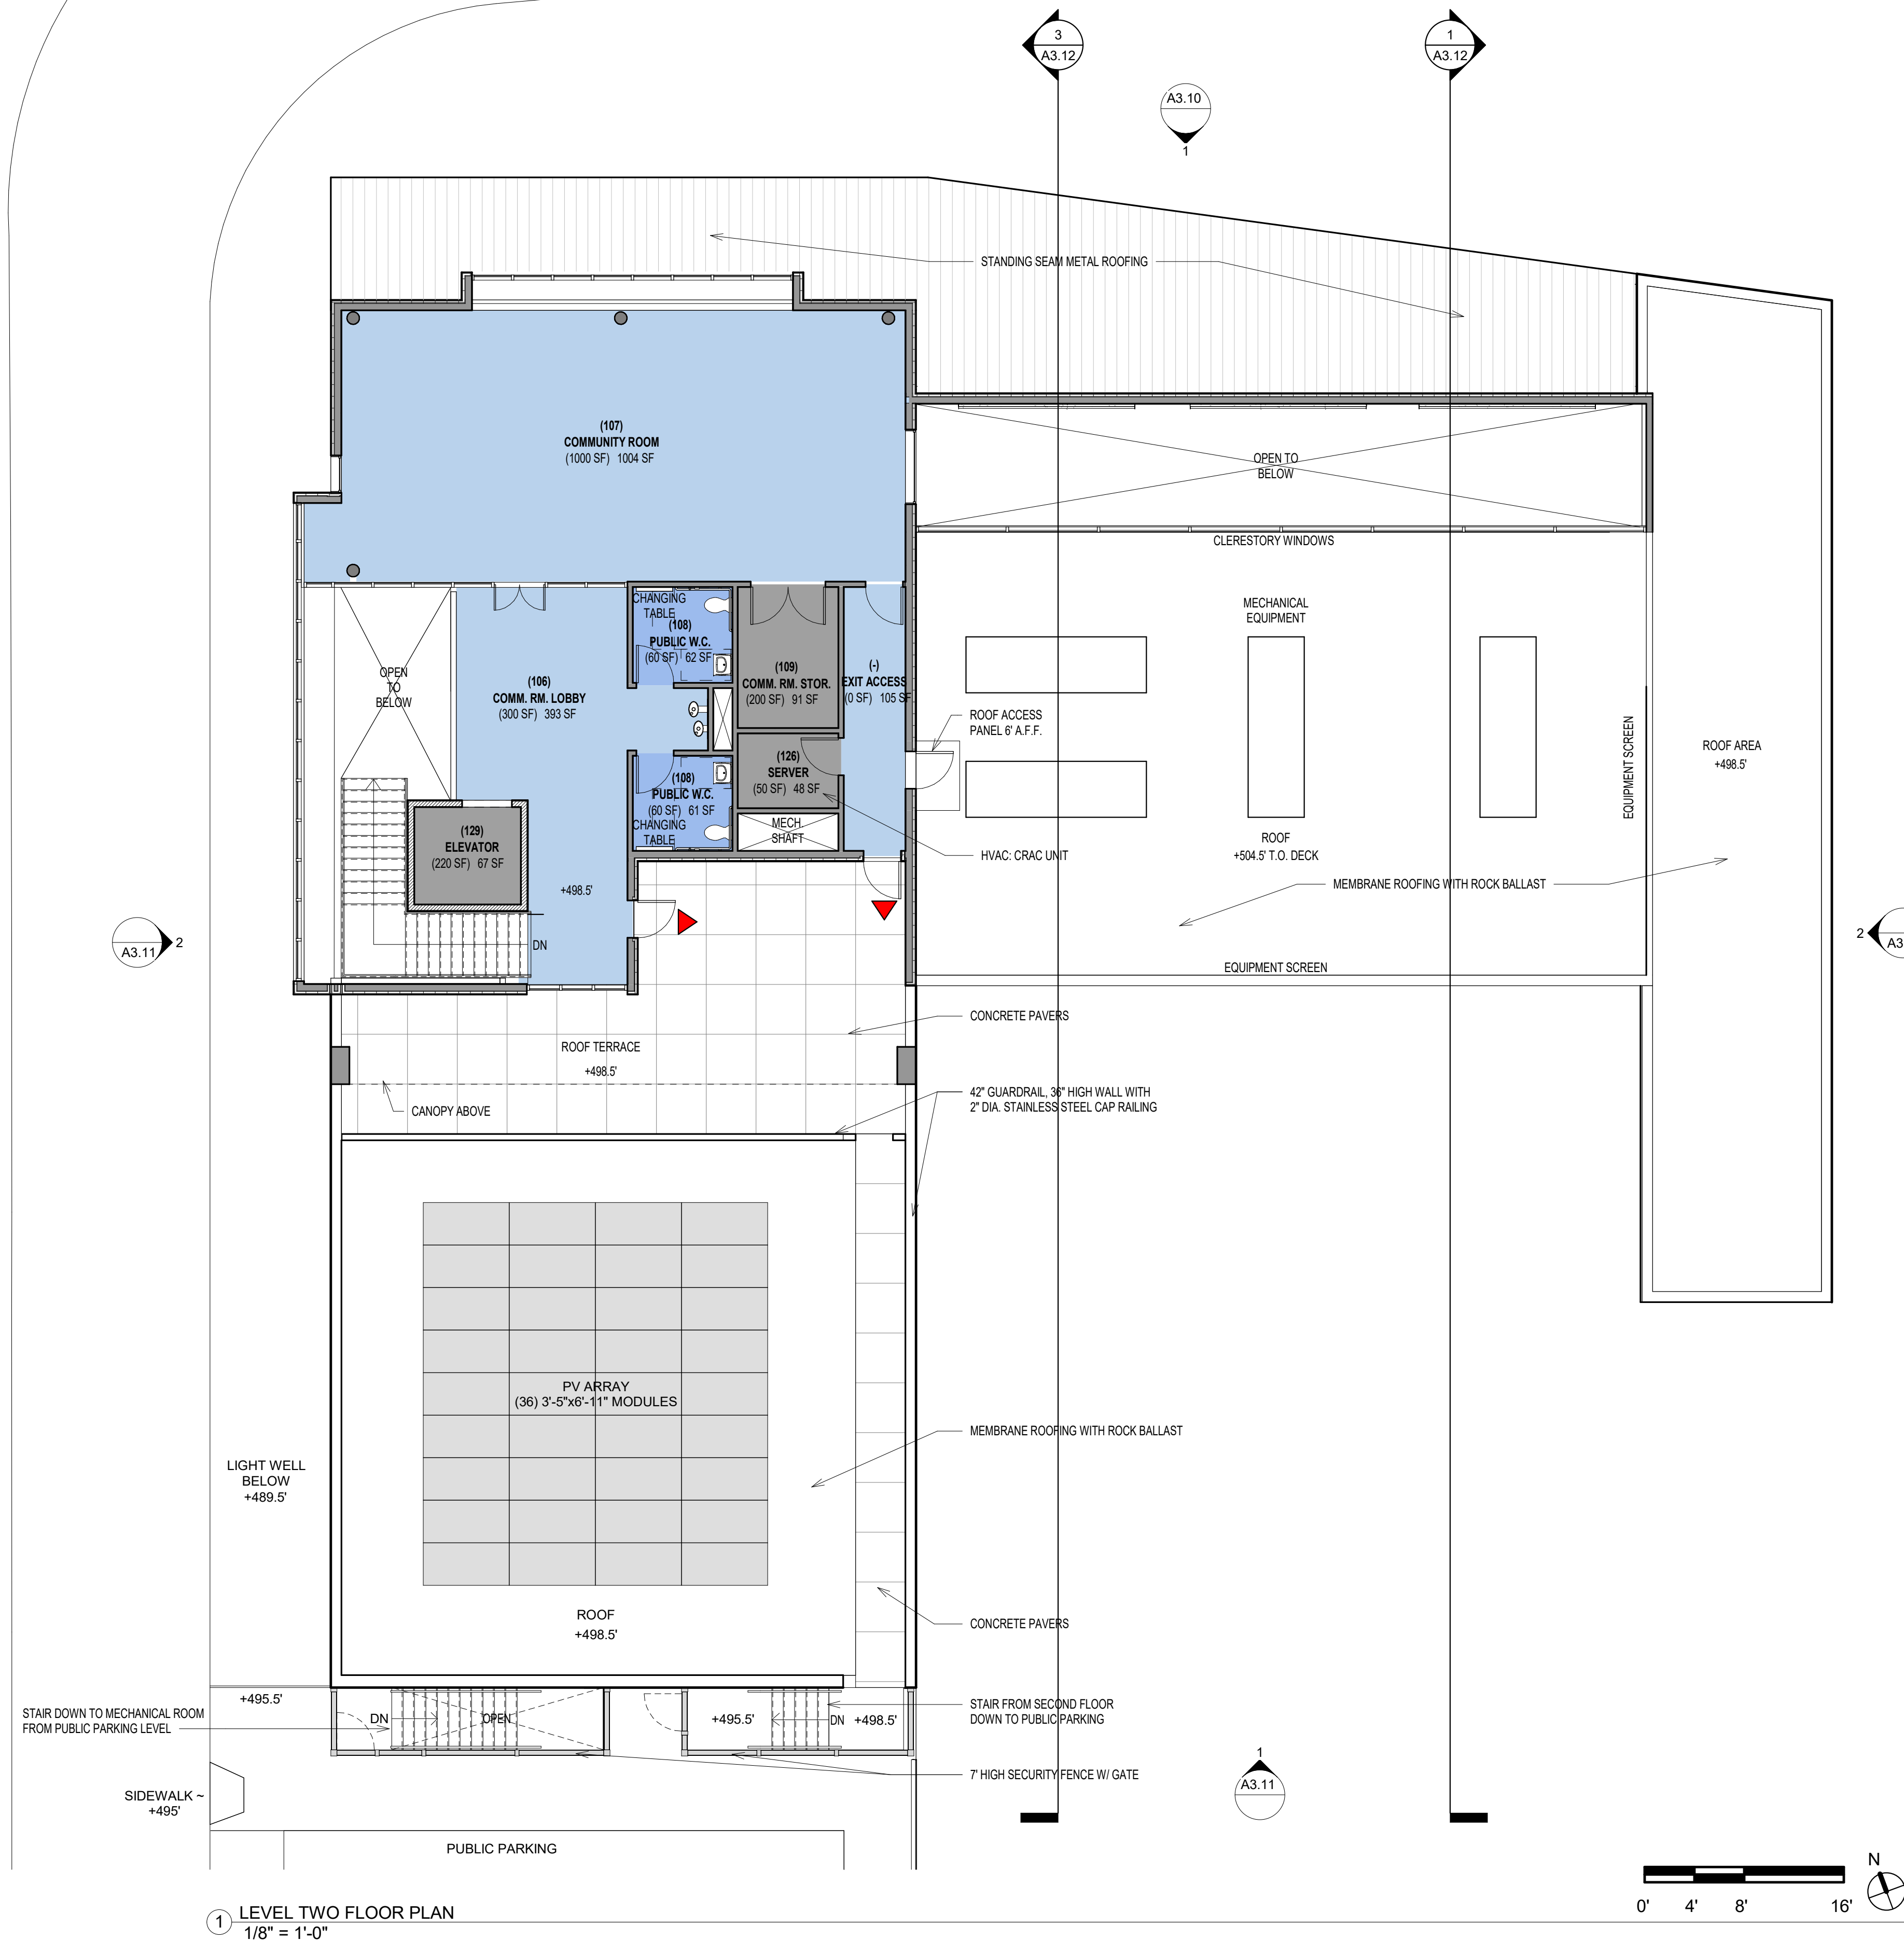 3
A3.12
1
A3.12
A3.10
1
STANDING SEAM METAL ROOFING
(107)
COMMUNITY ROOM
(1000 SF) 1004 SF
OPEN TO
BELOW
CLERESTORY WINDOWS
MECHANICAL
EQUIPMENT
CHANGING
TABLE
(108)
PUBLIC W.C.
(60 SF) 62 SF
OPEN
TO
BELOW
(106)
COMM. RM. LOBBY
(300 SF) 393 SF
(109)
COMM. RM. STOR.
(200 SF) 91 SF
(-)
EXIT ACCESS
(0 SF) 105 SF
ROOF ACCESS
PANEL 6' A.F.F.
EQUIPMENT SCREEN
ROOF AREA
+498.5'
(126)
SERVER
(50 SF) 48 SF
(108)
PUBLIC W.C.
(60 SF) 61 SF
CHANGING
TABLE
MECH
SHAFT
(129)
ELEVATOR
(220 SF) 67 SF
ROOF
+504.5' T.O. DECK
HVAC: CRAC UNIT
MEMBRANE ROOFING WITH ROCK BALLAST
+498.5'
DN
A3.11
2
2
A3
EQUIPMENT SCREEN
CONCRETE PAVERS
ROOF TERRACE
+498.5'
CANOPY ABOVE
42" GUARDRAIL, 36" HIGH WALL WITH
2" DIA. STAINLESS STEEL CAP RAILING
PV ARRAY
(36) 3'-5"x6'-11" MODULES
MEMBRANE ROOFING WITH ROCK BALLAST
LIGHT WELL
BELOW
+489.5'
ROOF
+498.5'
CONCRETE PAVERS
+495.5'
STAIR DOWN TO MECHANICAL ROOM
FROM PUBLIC PARKING LEVEL
DN
OPEN
+495.5'
DN
+498.5'
STAIR FROM SECOND FLOOR
DOWN TO PUBLIC PARKING
7' HIGH SECURITY FENCE W/ GATE
1
A3.11
SIDEWALK ~
+495'
PUBLIC PARKING
N
0' 4' 8' 16'
1
LEVEL TWO FLOOR PLAN
1/8" = 1'-0"